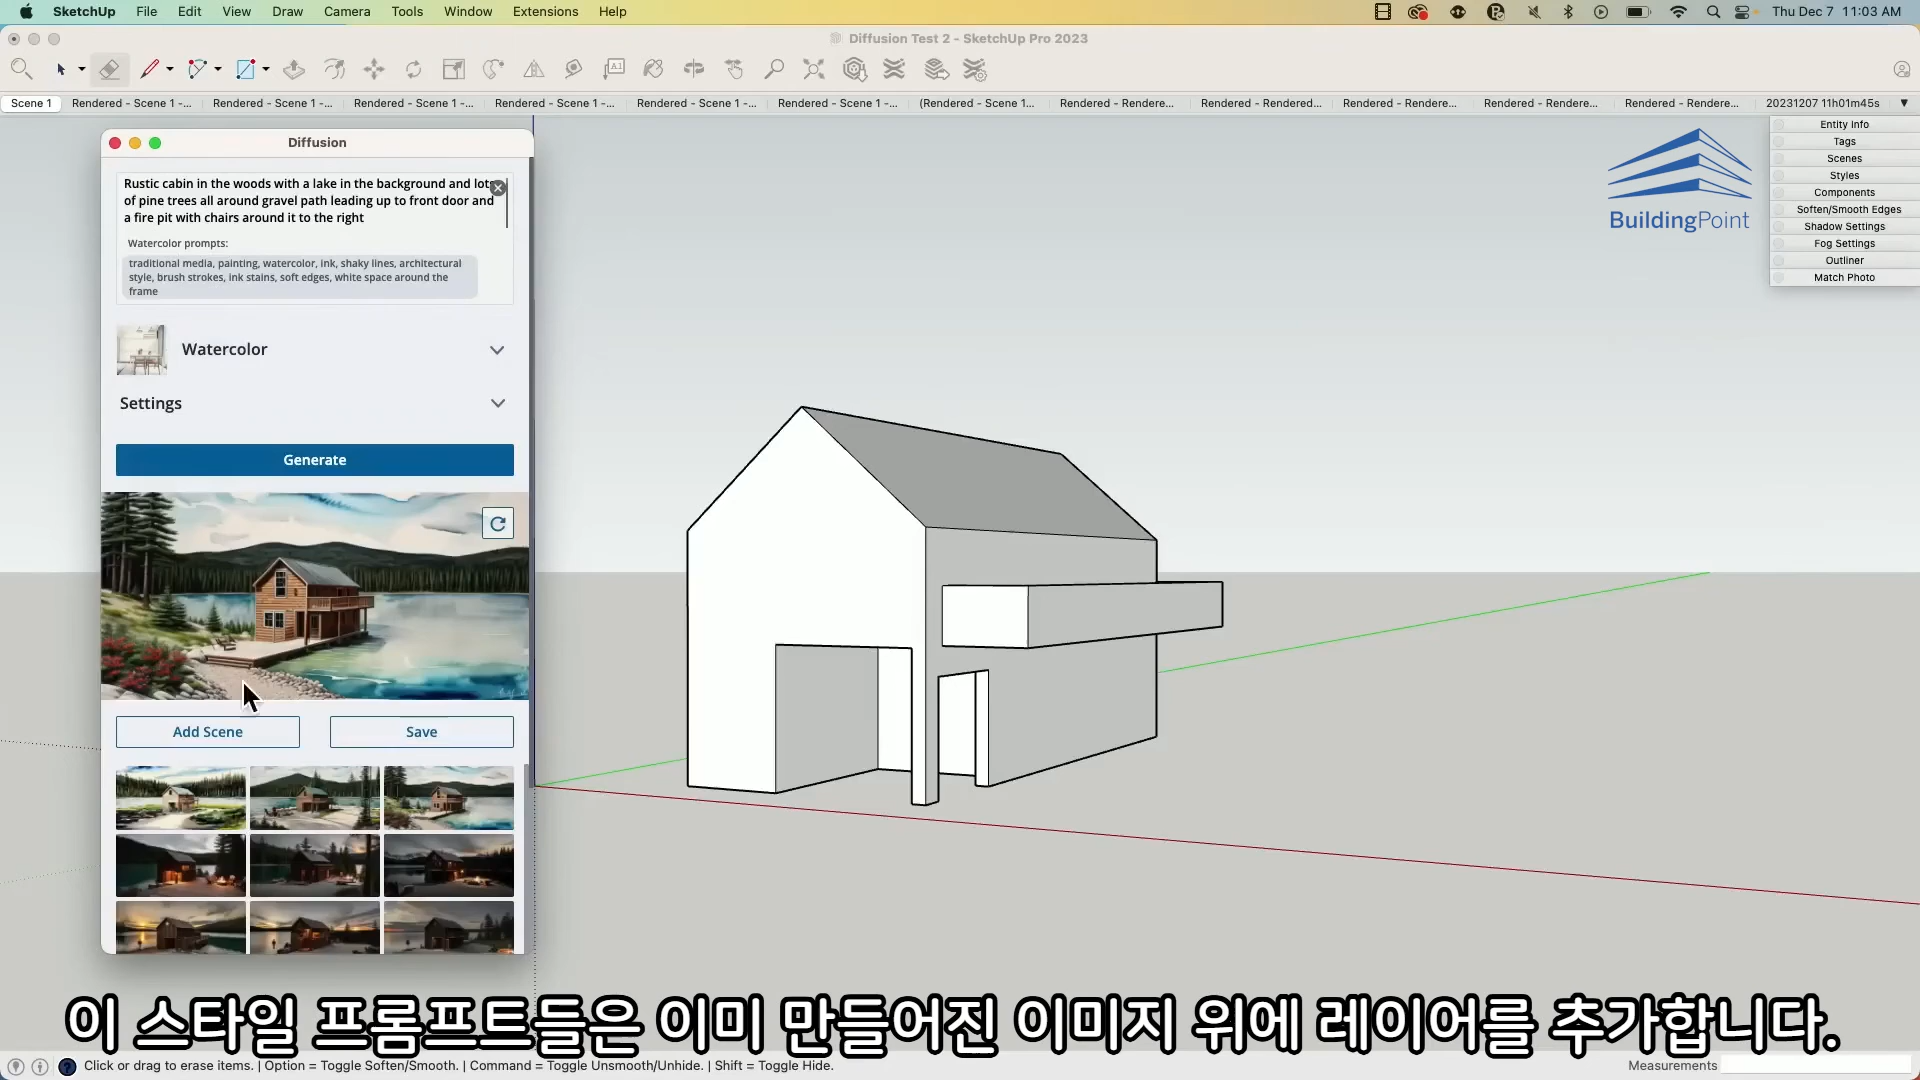 SketchUp File Edit View Draw Camera Tools Window Extensions Help
Thu Dec 7 11:03 AM
Diffusion Test 2 - SketchUp Pro 2023
A1
Scene 1 Rendered - Scene 1 -... Rendered - Scene 1 -... Rendered - Scene 1 -... Rendered - Scene 1 -... Rendered - Scene 1 -... Rendered - Scene 1 -... (Rendered - Scene 1... Rendered - Rendere... Rendered - Rendered... Rendered - Rendere... Rendered - Rendere... Rendered - Rendere... 20231207 11h01m45s
Diffusion
Rustic cabin in the woods with a lake in the background and lots
of pine trees all around gravel path leading up to front door and
a fire pit with chairs around it to the right
Watercolor prompts:
traditional media, painting, watercolor, ink, shaky lines, architectural
style, brush strokes, ink stains, soft edges, white space around the
frame
Watercolor
Settings
Generate
Add Scene
Save
BuildingPoint
Entity Info
Tags
Scenes
Styles
Components
Soften/Smooth Edges
Shadow Settings
Fog Settings
Outliner
Match Photo
이 스타일 프롬프트들은 이미 만들어진 이미지 위에 레이어를 추가합니다.
Click or drag to erase items. | Option = Toggle Soften/Smooth. | Command = Toggle Unsmooth/Unhide. | Shift = Toggle Hide.
Measurements